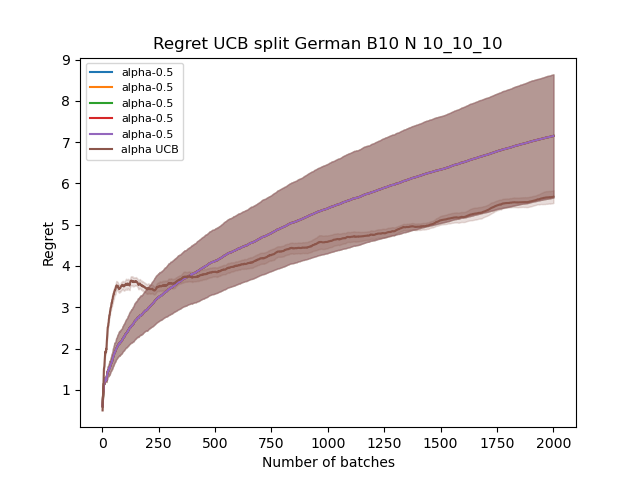 Regret UCB split German B10 N 10_10_10
alpha-0.5
alpha-0.5
alpha-0.5
alpha-0.5
alpha-0.5
alpha UCB
9
8
7
6
5
4
3
2
1
Regret
0 250 500 750 1000 1250 1500 1750 2000
Number of batches